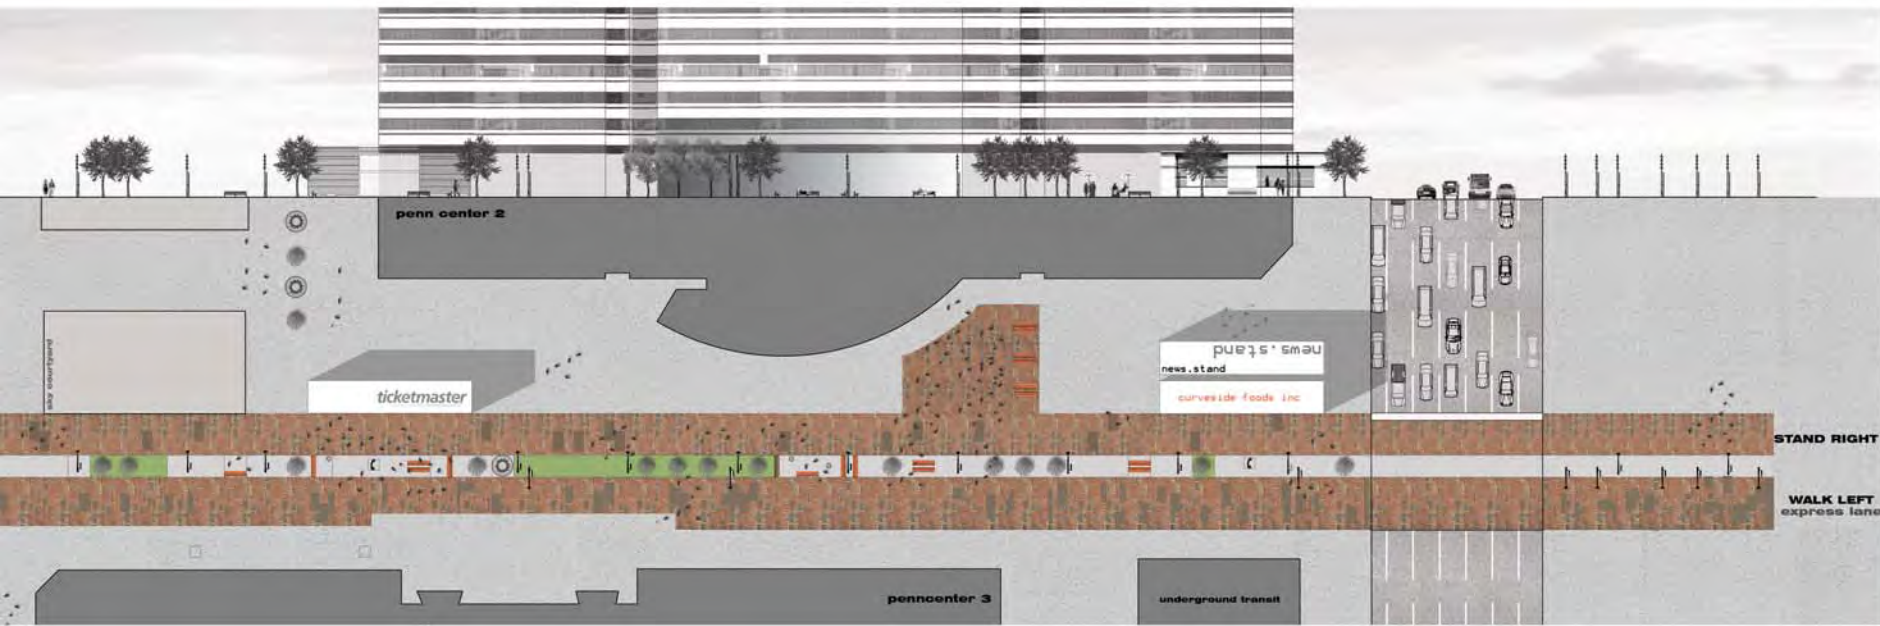 penn center 2
sky courtyard
ticketmaster
news.stand
news.stand
curveside foods inc
STAND RIGHT
WALK LEFT
express lane
penncenter 3
underground transit